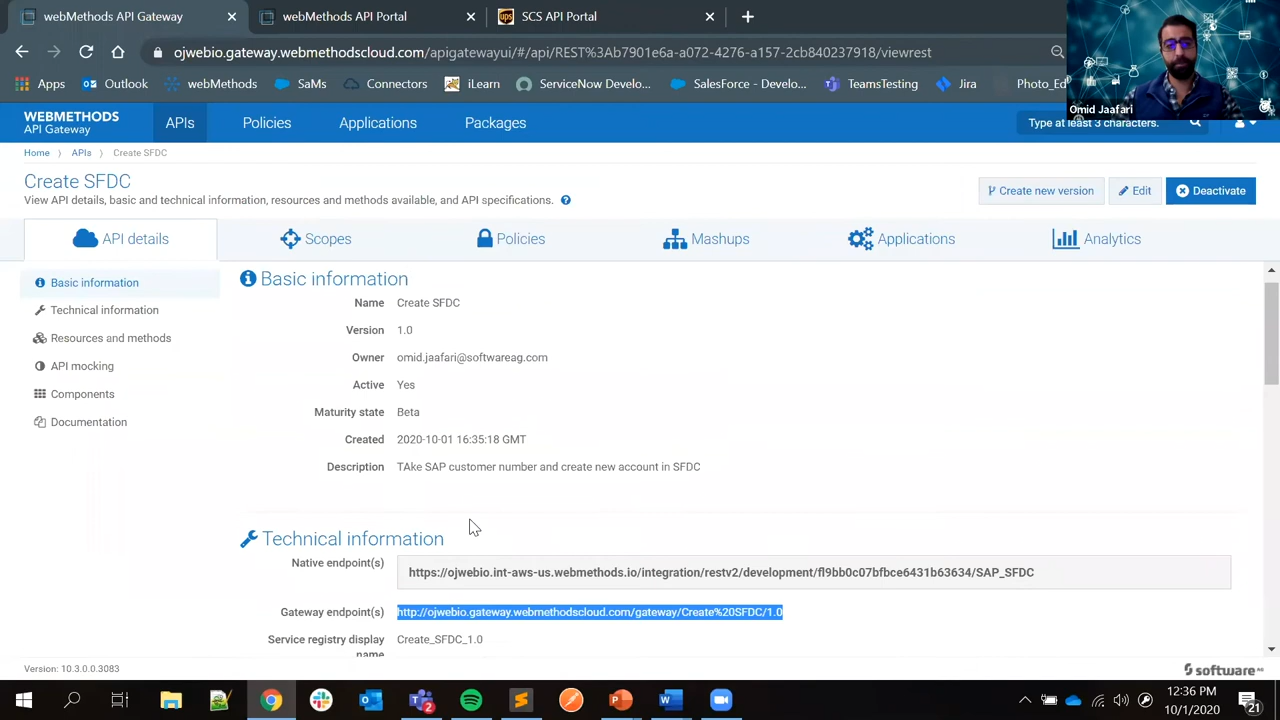 webMethods API Gateway
webMethods API Portal
SCS API Portal
ojwebio.gateway.webmethodscloud.com/apigatewayui/#/api/REST%3Ab7901e6a-a072-4276-a157-2cb840237918/viewrest
Apps
Outlook
webMethods
SaMs
Connectors
iLearn
ServiceNow Develo...
SalesForce - Develo...
TeamsTesting
Jira
Photo_Ed
Omid Jaafari
WEBMETHODS
API Gateway
APIs
Policies
Applications
Packages
Type at least 3 characters.
Home
APIs
Create SFDC
Create SFDC
View API details, basic and technical information, resources and methods available, and API specifications.
Create new version
Edit
Deactivate
API details
Scopes
Policies
Mashups
Applications
Analytics
Basic information
Technical information
Resources and methods
API mocking
Components
Documentation
Basic information
Name Create SFDC
Version 1.0
Owner omid.jaafari@softwareag.com
Active Yes
Maturity state Beta
Created 2020-10-01 16:35:18 GMT
Description TAke SAP customer number and create new account in SFDC
Technical information
Native endpoint(s) https://ojwebio.int-aws-us.webmethods.io/integration/restv2/development/fl9bb0c07bfbce6431b63634/SAP_SFDC
Gateway endpoint(s) http://ojwebio.gateway.webmethodscloud.com/gateway/Create%20SFDC/1.0
Service registry display Create_SFDC_1.0
name
Version: 10.3.0.0.3083
software AG
2
12:36 PM
10/1/2020
21